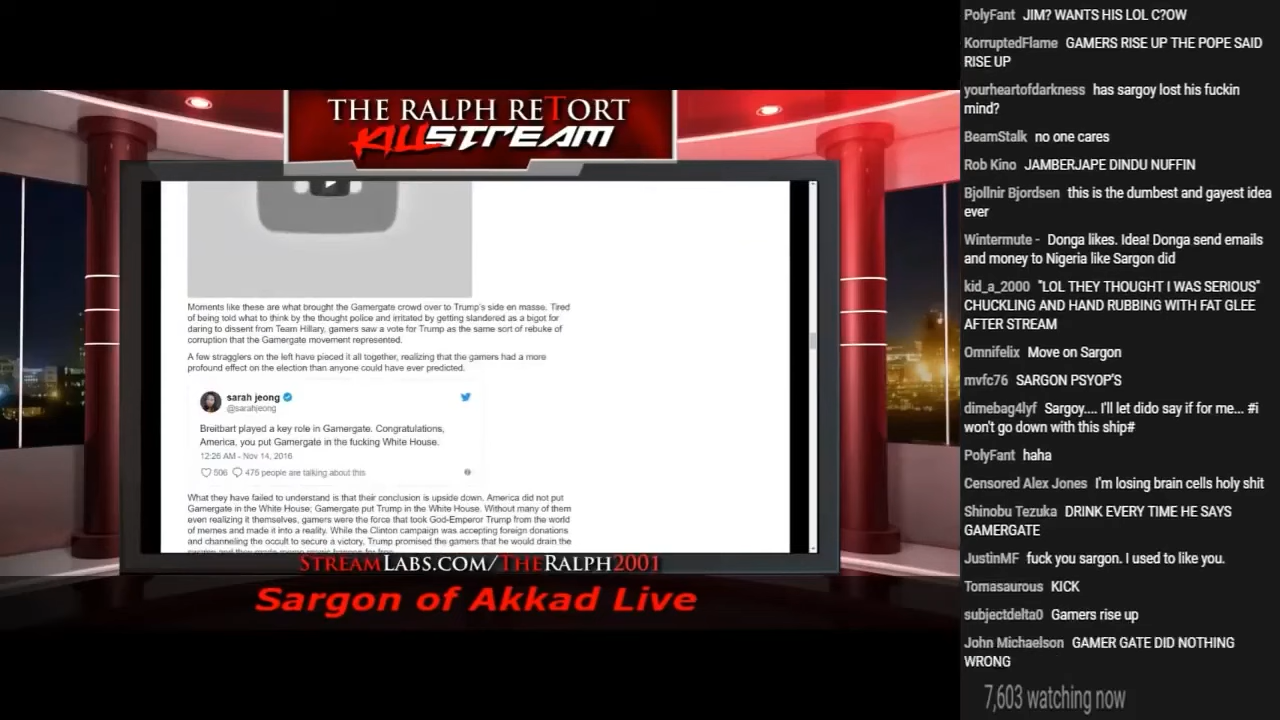 THE RALPH RETORT
KILLSTREAM
Moments like these are what brought the Gamergate crowd over to Trump's side en masse. Tired
of being told what to think by the thought police and irritated by getting slandered as a bigot for
daring to dissent from Team Hillary, gamers saw a vote for Trump as the same sort of rebuke of
corruption that the Gamergate movement represented.
A few stragglers on the left have pieced it all together, realizing that the gamers had a more
profound effect on the election than anyone could have ever predicted.
sarah jeong
@sarahjeong
Breitbart played a key role in Gamergate. Congratulations,
America, you put Gamergate in the fucking White House.
12:26 AM - Nov 14, 2016
506 475 people are talking about this
What they have failed to understand is that their conclusion is upside down. America did not put
Gamergate in the White House; Gamergate put Trump in the White House. Without many of them
even realizing it themselves, gamers were the force that took God-Emperor Trump from the world
of memes and made it into a reality. While the Clinton campaign was accepting foreign donations
and channeling the occult to secure a victory, Trump promised the gamers that he would drain the
STREAMLABS.COM/THERALPH2001
Sargon of Akkad Live
PolyFant JIM? WANTS HIS LOL C?OW
KorruptedFlame GAMERS RISE UP THE POPE SAID
RISE UP
yourheartofdarkness has sargoy lost his fuckin
mind?
BeamStalk no one cares
Rob Kino JAMBERJAPE DINDU NUFFIN
Bjollnir Bjordsen this is the dumbest and gayest idea
ever
Wintermute - Donga likes. Idea! Donga send emails
and money to Nigeria like Sargon did
kid_a_2000 "LOL THEY THOUGHT I WAS SERIOUS"
CHUCKLING AND HAND RUBBING WITH FAT GLEE
AFTER STREAM
Omnifelix Move on Sargon
mvfc76 SARGON PSYOP'S
dimebag4lyf Sargoy.... I'll let dido say if for me... #i
won't go down with this ship#
PolyFant haha
Censored Alex Jones I'm losing brain cells holy shit
Shinobu Tezuka DRINK EVERY TIME HE SAYS
GAMERGATE
JustinMF fuck you sargon. I used to like you.
Tomasaurous KICK
subjectdelta0 Gamers rise up
John Michaelson GAMER GATE DID NOTHING
WRONG
7,603 watching now